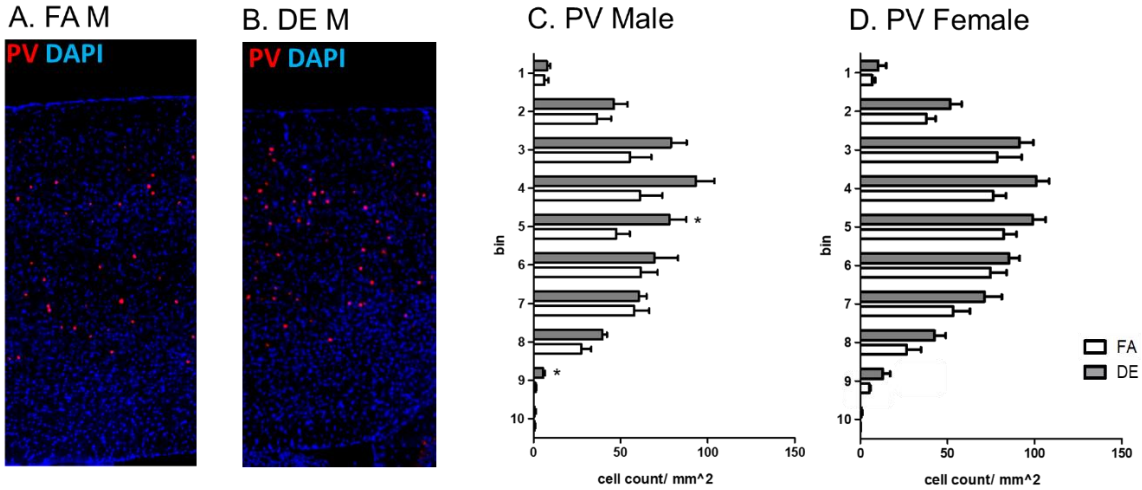 A. FA M
PV DAPI
B. DE M
PV DAPI
C. PV Male
1
2
3
4
5
6
7
8
9
10
bin
*
*
0
50
100
150
cell count/ mm^2
D. PV Female
1
2
3
4
5
6
7
8
9
10
bin
0
50
100
150
cell count/ mm^2
FA
DE